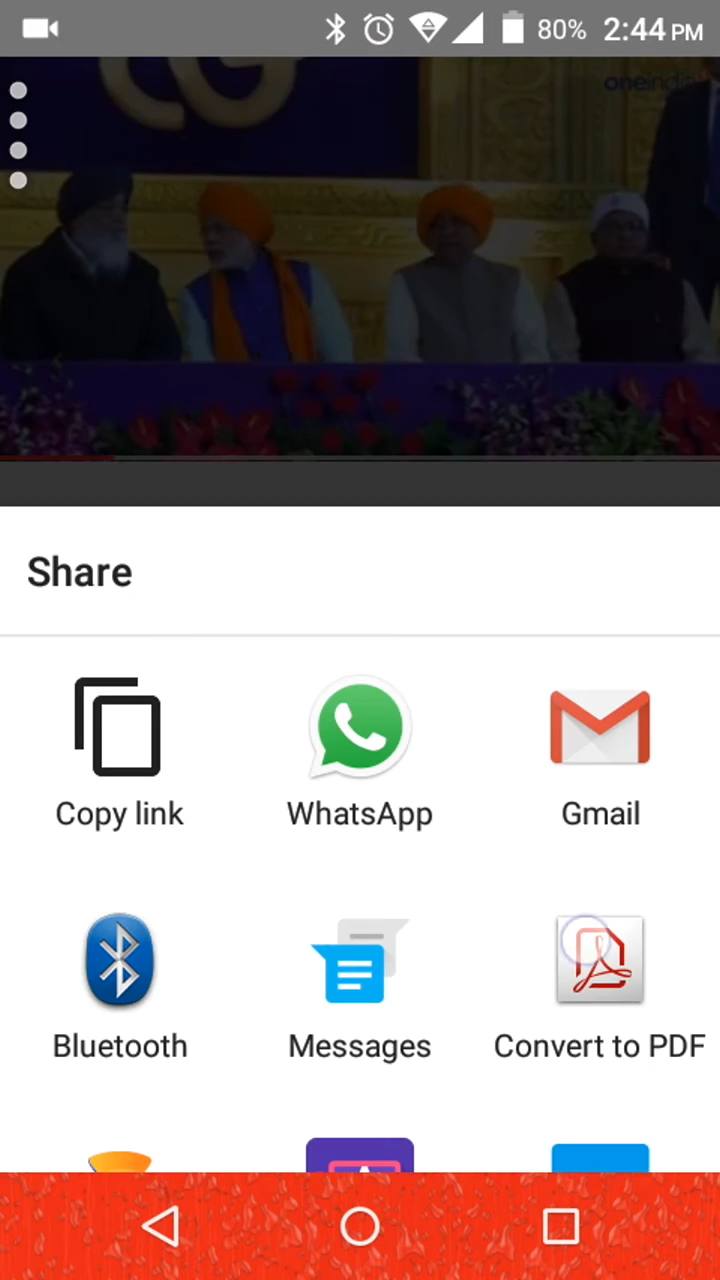 80% 2:44 PM
oneindia
Share
Copy link
WhatsApp
Gmail
Bluetooth
Messages
Convert to PDF